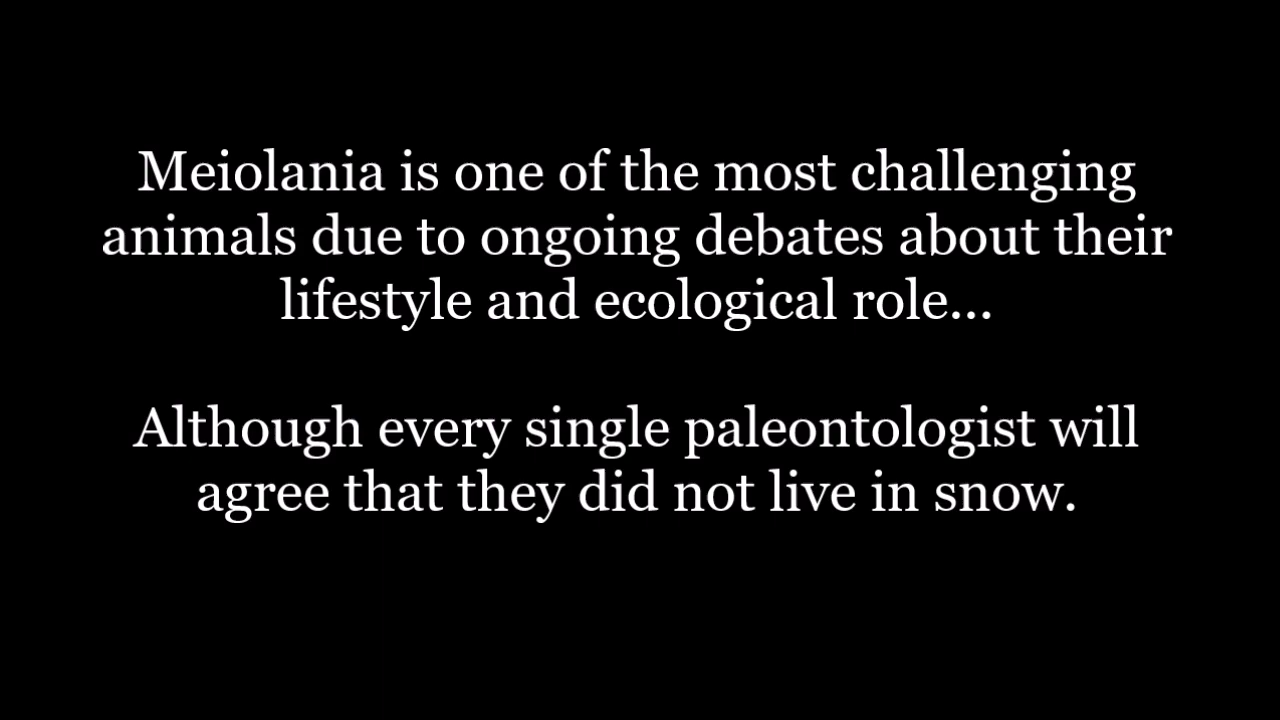 Meiolania is one of the most challenging
animals due to ongoing debates about their
lifestyle and ecological role...
Although every single paleontologist will
agree that they did not live in snow.